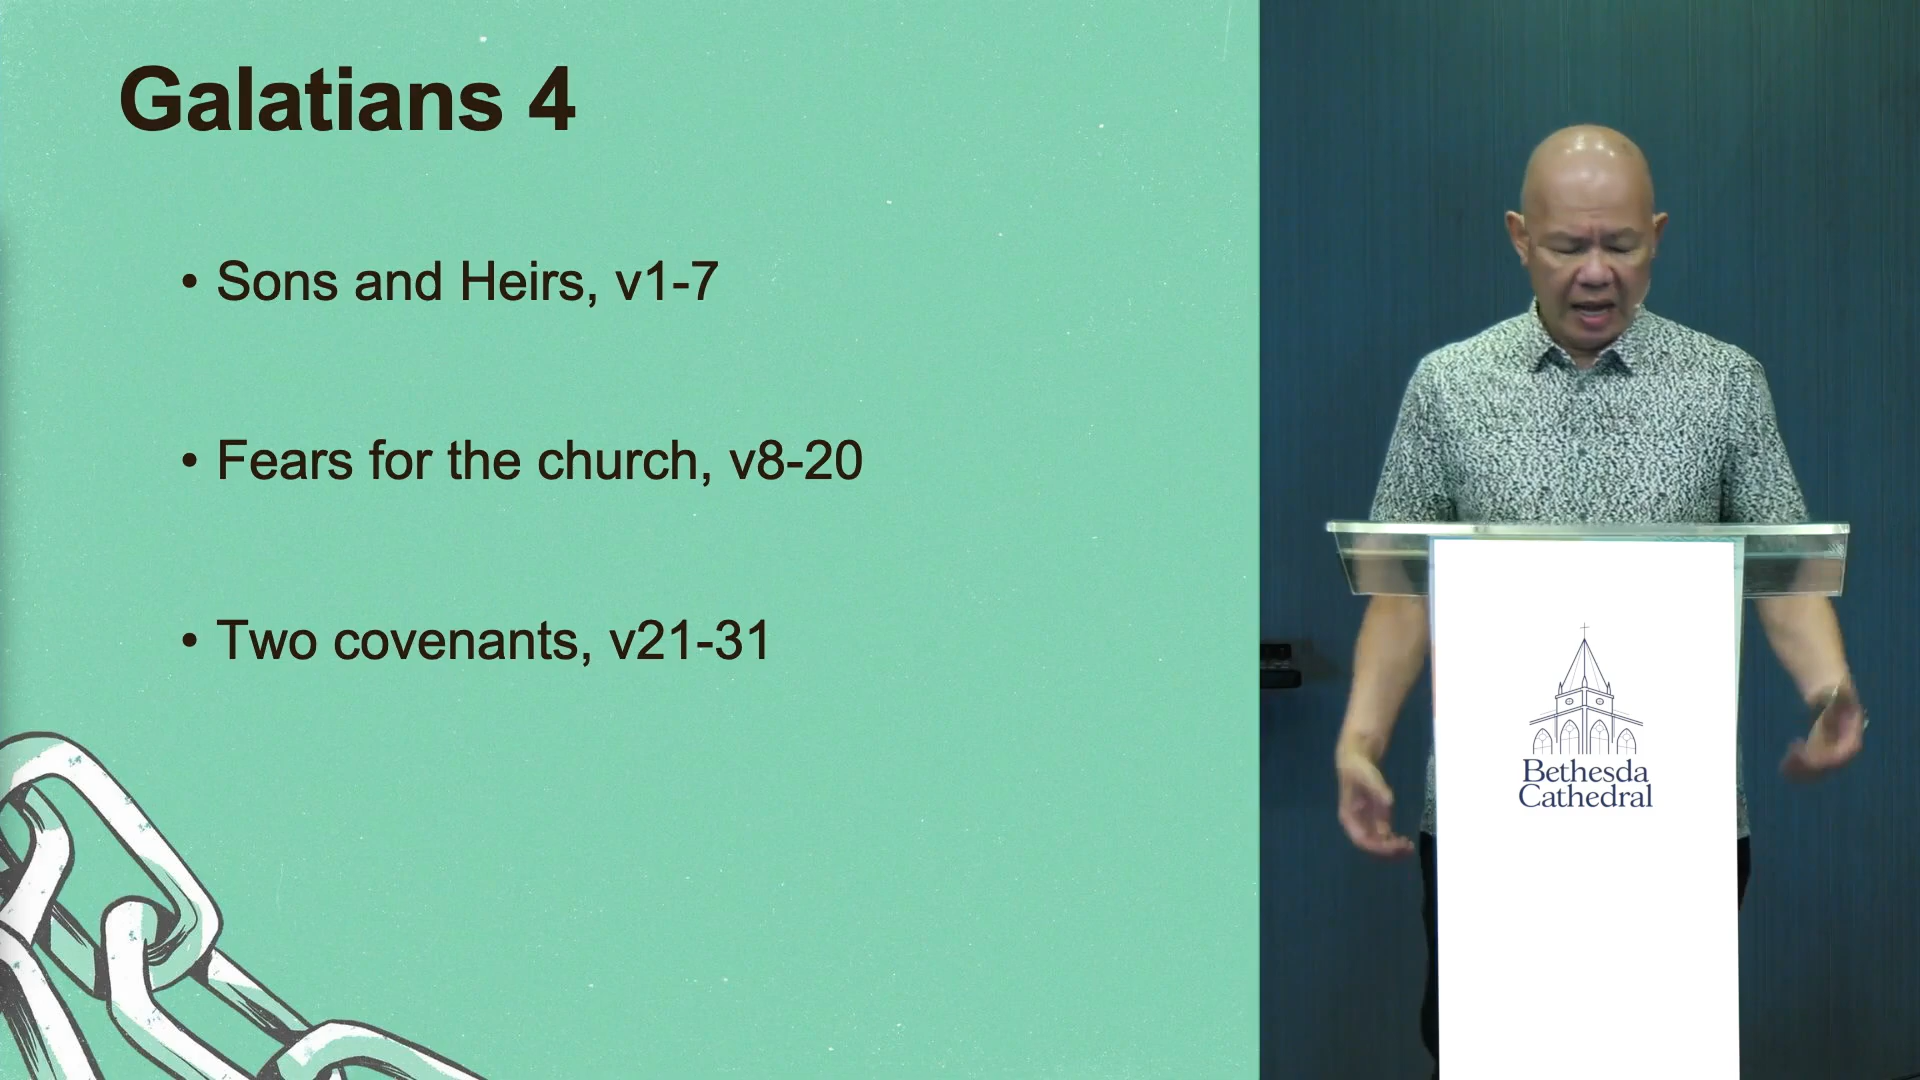 Galatians 4
• Sons and Heirs, v1-7
• Fears for the church, v8-20
• Two covenants, v21-31
Bethesda
Cathedral